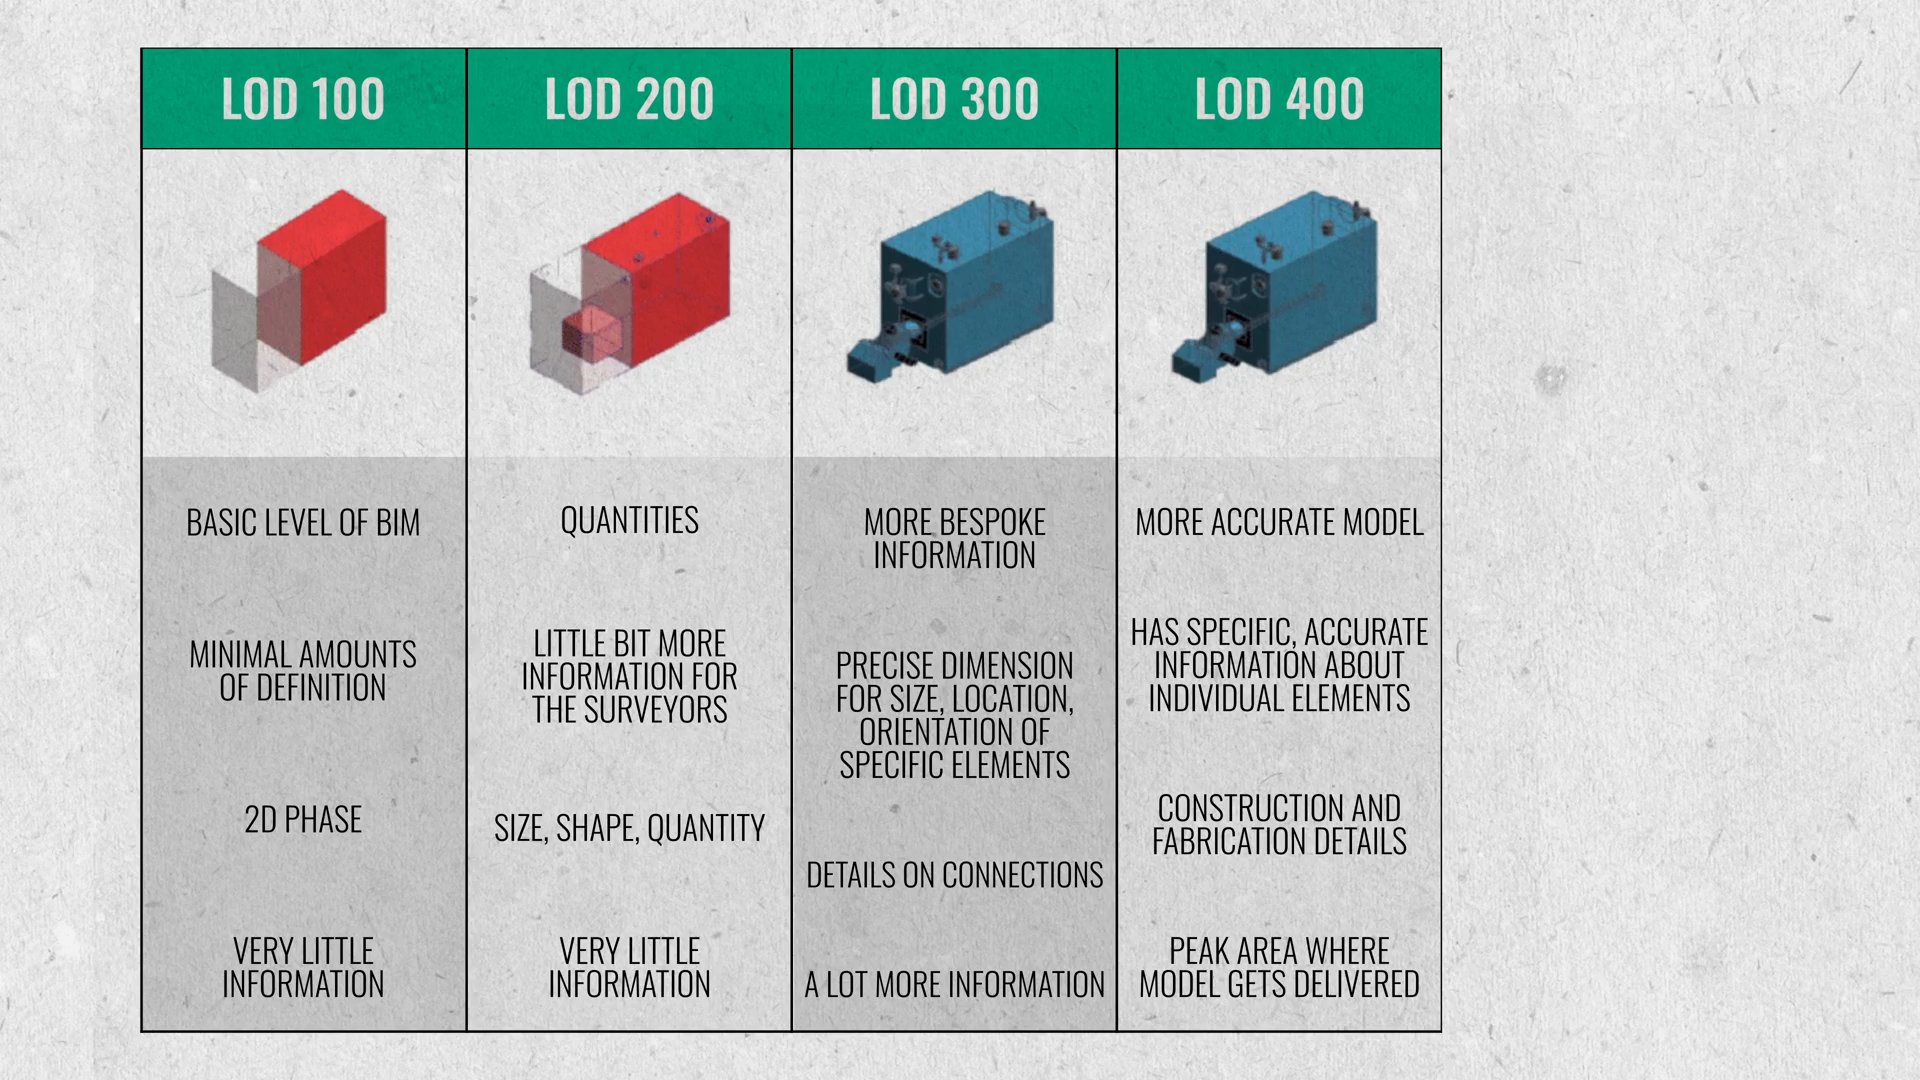 LOD 100
LOD 200
LOD 300
LOD 400
BASIC LEVEL OF BIM
MINIMAL AMOUNTS
OF DEFINITION
2D PHASE
VERY LITTLE
INFORMATION
QUANTITIES
LITTLE BIT MORE
INFORMATION FOR
THE SURVEYORS
SIZE, SHAPE, QUANTITY
VERY LITTLE
INFORMATION
MORE BESPOKE
INFORMATION
PRECISE DIMENSION
FOR SIZE, LOCATION,
ORIENTATION OF
SPECIFIC ELEMENTS
DETAILS ON CONNECTIONS
A LOT MORE INFORMATION
MORE ACCURATE MODEL
HAS SPECIFIC, ACCURATE
INFORMATION ABOUT
INDIVIDUAL ELEMENTS
CONSTRUCTION AND
FABRICATION DETAILS
PEAK AREA WHERE
MODEL GETS DELIVERED